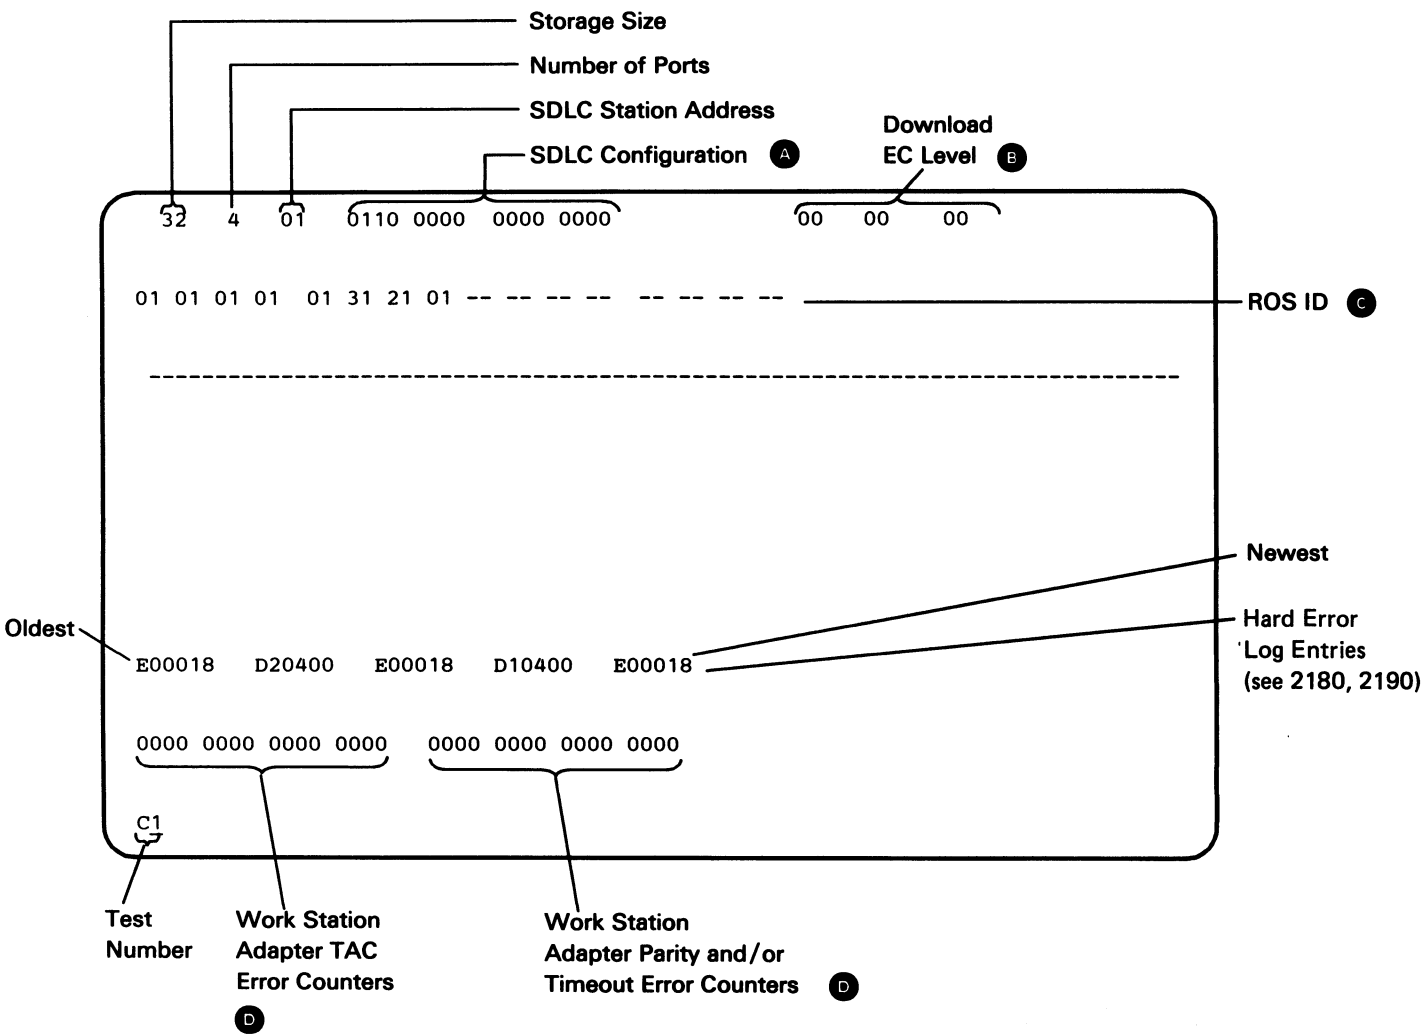 Storage Size
Number of Ports
SDLC Station Address
SDLC Configuration A
Download
EC Level B
32 4 01 0110 0000 0000 0000 00 00 00
01 01 01 01 01 31 21 01 -- -- -- -- -- -- -- --
ROS ID C
Newest
Hard Error
Log Entries
(see 2180, 2190)
Oldest
E00018 D20400 E00018 D10400 E00018
0000 0000 0000 0000 0000 0000 0000 0000
C1
Test
Number
Work Station
Adapter TAC
Error Counters
D
Work Station
Adapter Parity and/or
Timeout Error Counters D